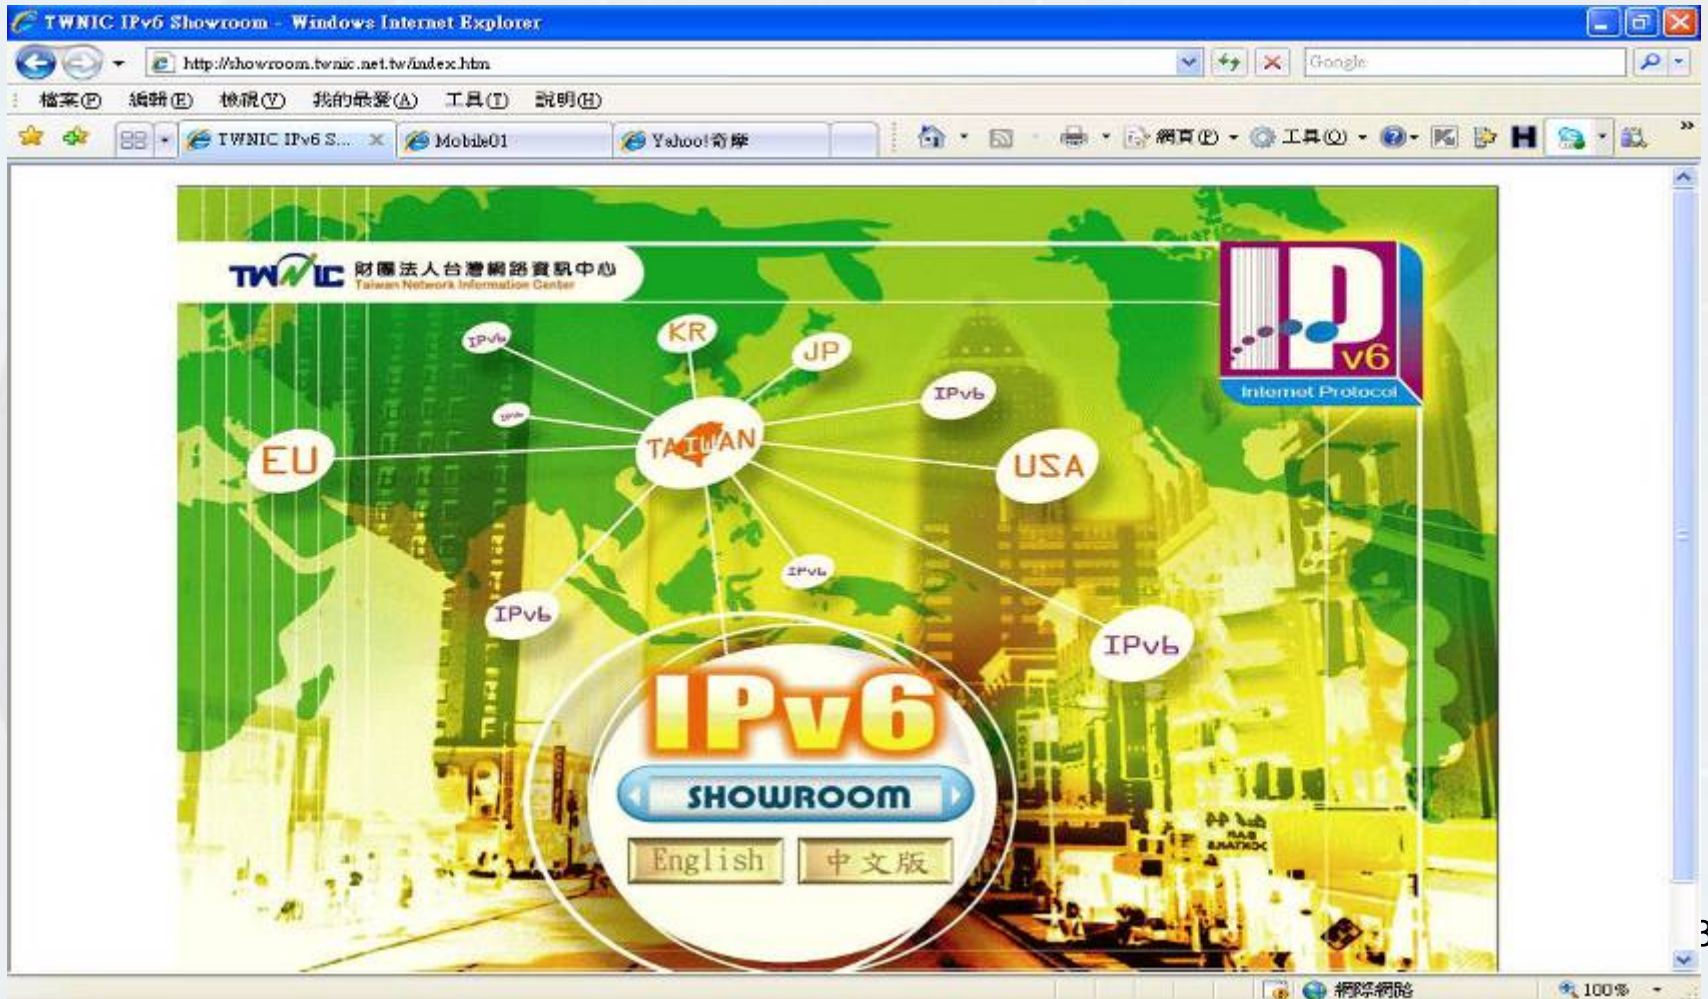 TWNIC IPv6 Showroom - Windows Internet Explorer
http://showroom.twnic.net.tw/index.htm
Google
檔案(F) 編輯(E) 檢視(V) 我的最愛(A) 工具(T) 說明(H)
TWNIC IPv6 S... Mobile01 Yahoo!奇摩 網頁(P) 工具(O)
TWNIC 財團法人台灣網路資訊中心
Taiwan Network Information Center
IPv6
Internet Protocol
IPv6 KR JP
IPv6
IPv6
TAIWAN
EU USA
IPv6
IPv6
IPv6
IPv6
SHOWROOM
English 中文版
網際網路 100%